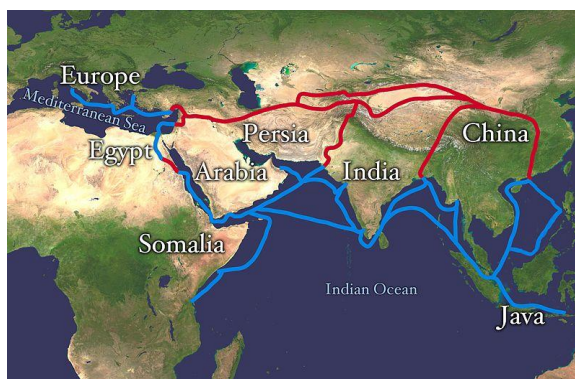 Europe
Mediterranean Sea
Egypt
Arabia
Persia
India
China
Somalia
Indian Ocean
Java